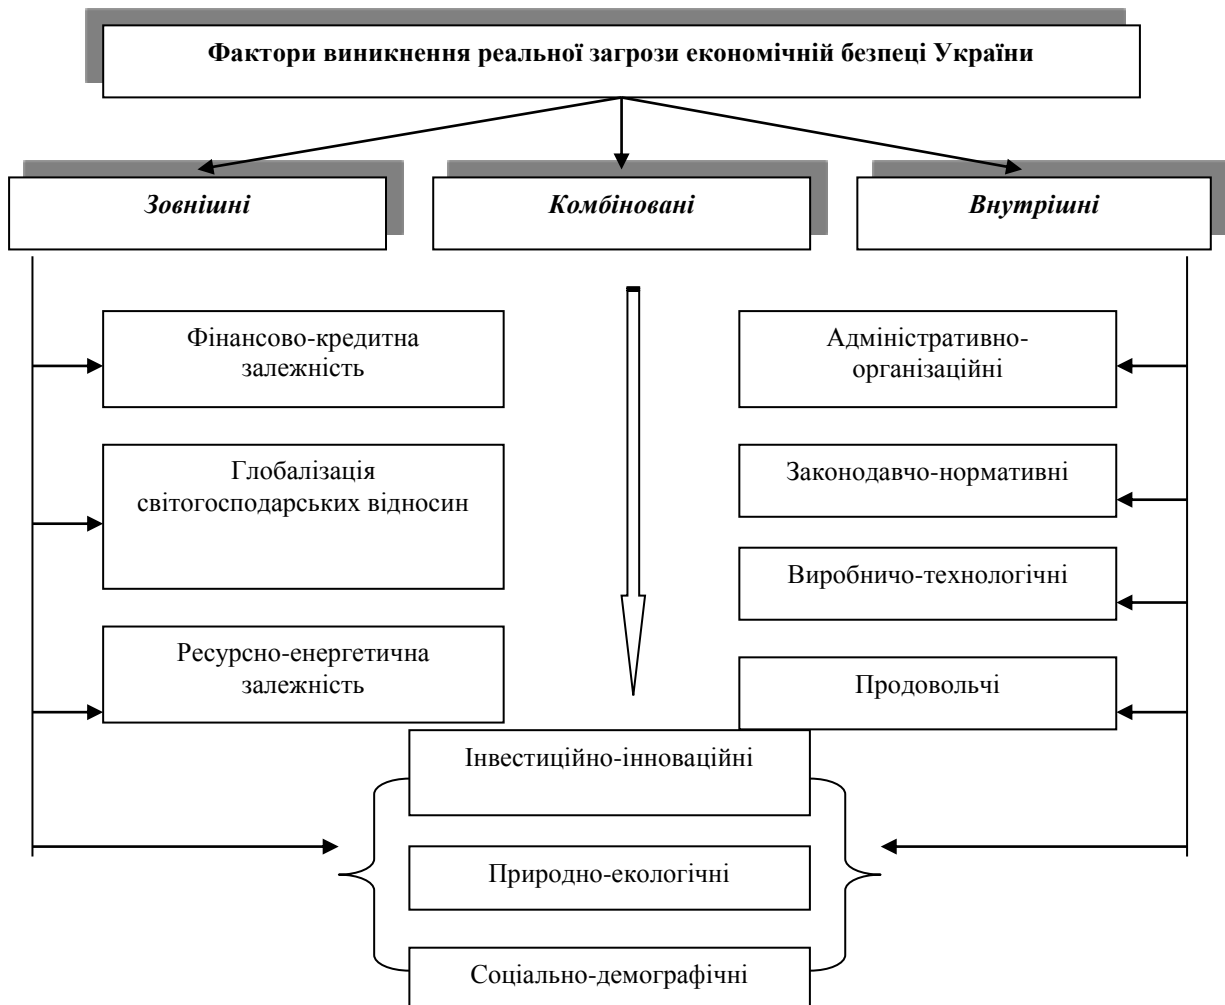 Фактори виникнення реальної загрози економічній безпеці України
Зовнішні
Комбіновані
Внутрішні
Фінансово-кредитна
залежність
Глобалізація
світогосподарських відносин
Ресурсно-енергетична
залежність
Адміністративно-
організаційні
Законодавчо-нормативні
Виробничо-технологічні
Продовольчі
Інвестиційно-інноваційні
Природно-екологічні
Соціально-демографічні